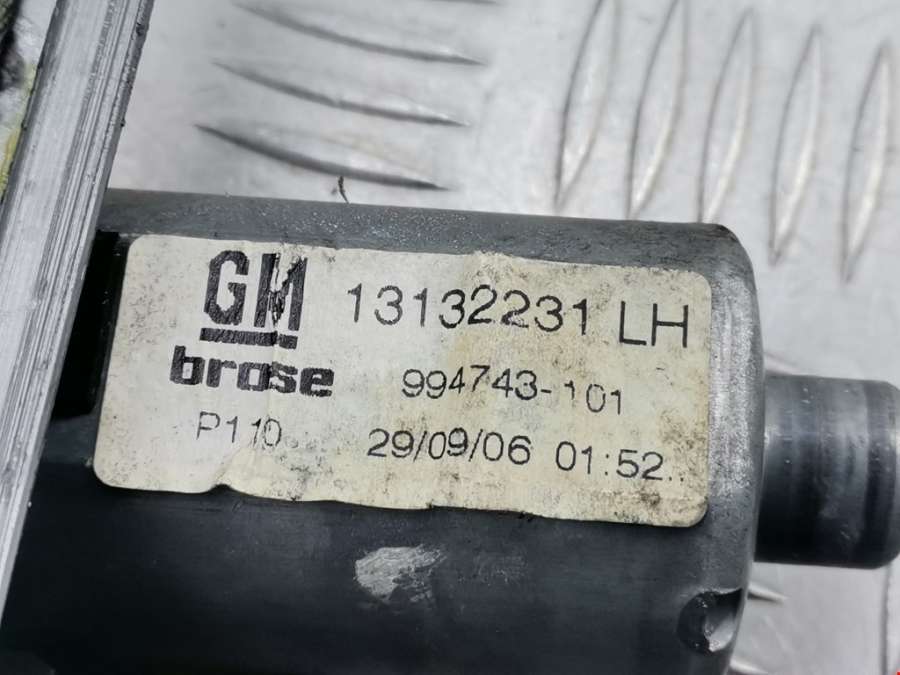 GM 13132231 LH
brose 994743-101
P110 29/09/06 01:52..